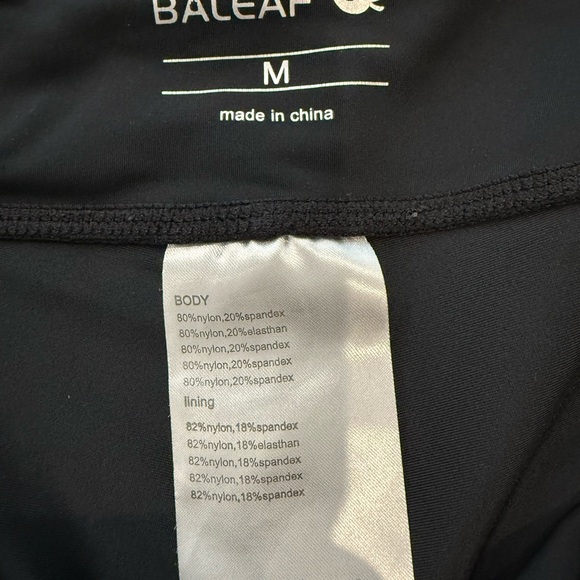 BALEAF
M
made in china
BODY
80%nylon,20%spandex
80%nylon,20%elasthan
80%nylon,20%spandex
80%nylon,20%spandex
80%nylon,20%spandex
lining
82%nylon,18%spandex
82%nylon,18%elasthan
82%nylon,18%spandex
82%nylon,18%spandex
82%nylon,18%spandex